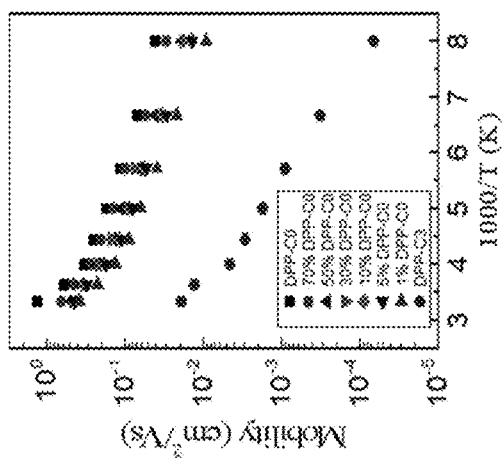 Mobility (cm²/Vs)
10⁰
10⁻¹
10⁻²
10⁻³
10⁻⁴
10⁻⁵
DPP-C0
70% DPP-C0
50% DPP-C0
30% DPP-C0
10% DPP-C0
5% DPP-C0
1% DPP-C0
DPP-C3
3 4 5 6 7 8
1000/T (K)